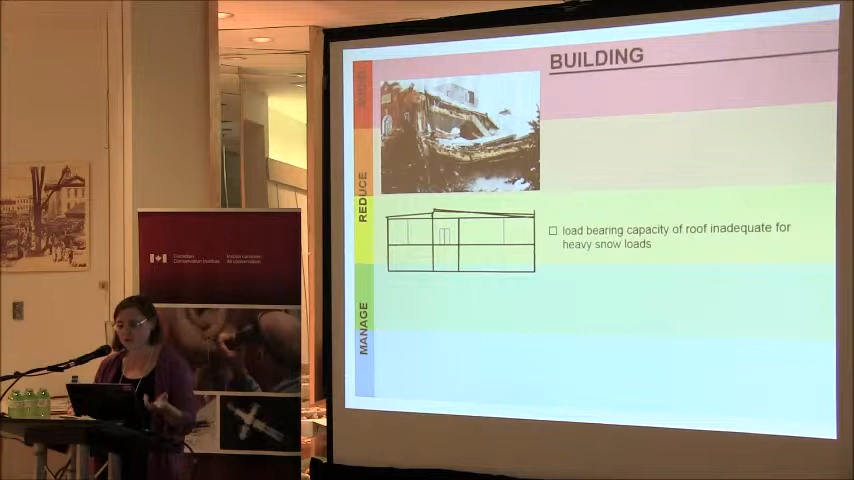 BUILDING
REDUCE
load bearing capacity of roof inadequate for
heavy snow loads
MANAGE
Canadian
Conservation Institute
Institut canadien
de conservation